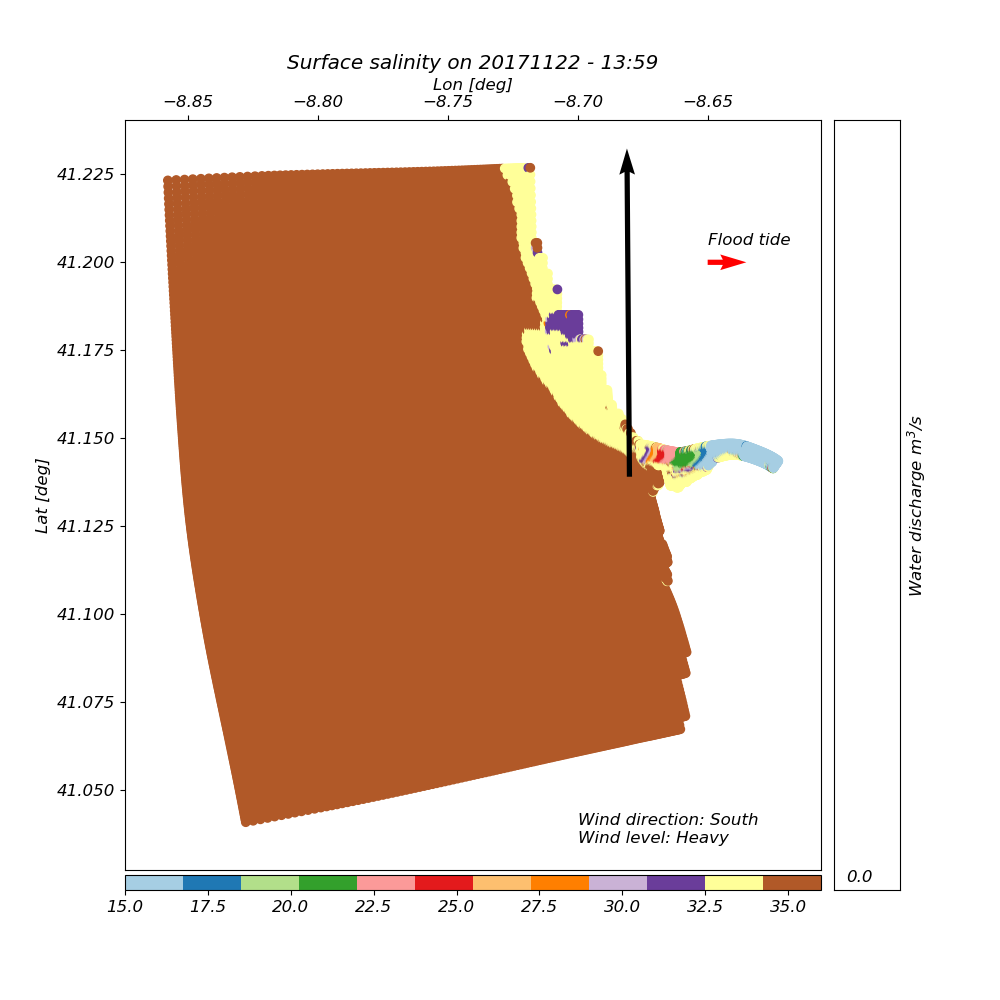 Surface salinity on 20171122 - 13:59
Lon [deg]
−8.85 −8.80 −8.75 −8.70 −8.65
41.225
41.200
41.175
41.150
41.125
41.100
41.075
41.050
Lat [deg]
Flood tide
Wind direction: South
Wind level: Heavy
15.0 17.5 20.0 22.5 25.0 27.5 30.0 32.5 35.0
0.0
Water discharge m³/s